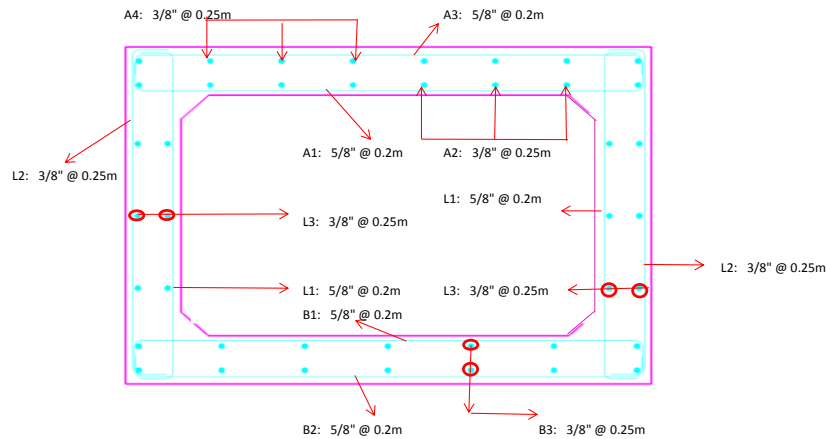 A4: 3/8" @ 0.25m
A3: 5/8" @ 0.2m
A1: 5/8" @ 0.2m
A2: 3/8" @ 0.25m
L2: 3/8" @ 0.25m
L1: 5/8" @ 0.2m
L3: 3/8" @ 0.25m
L2: 3/8" @ 0.25m
L1: 5/8" @ 0.2m
L3: 3/8" @ 0.25m
B1: 5/8" @ 0.2m
B2: 5/8" @ 0.2m
B3: 3/8" @ 0.25m